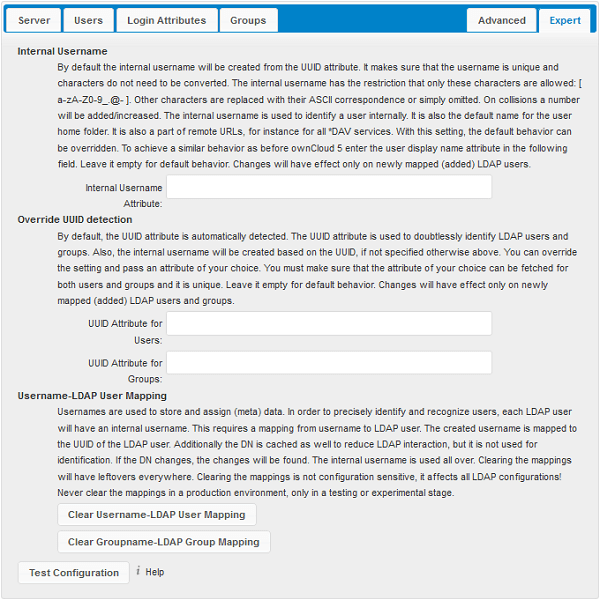 Server Users Login Attributes Groups Advanced Expert
Internal Username
By default the internal username will be created from the UUID attribute. It makes sure that the username is unique and
characters do not need to be converted. The internal username has the restriction that only these characters are allowed: [
a-zA-Z0-9_.@- ]. Other characters are replaced with their ASCII correspondence or simply omitted. On collisions a number
will be added/increased. The internal username is used to identify a user internally. It is also the default name for the user
home folder. It is also a part of remote URLs, for instance for all *DAV services. With this setting, the default behavior can
be overridden. To achieve a similar behavior as before ownCloud 5 enter the user display name attribute in the following
field. Leave it empty for default behavior. Changes will have effect only on newly mapped (added) LDAP users.
Internal Username
Attribute:
Override UUID detection
By default, the UUID attribute is automatically detected. The UUID attribute is used to doubtlessly identify LDAP users and
groups. Also, the internal username will be created based on the UUID, if not specified otherwise above. You can override
the setting and pass an attribute of your choice. You must make sure that the attribute of your choice can be fetched for
both users and groups and it is unique. Leave it empty for default behavior. Changes will have effect only on newly
mapped (added) LDAP users and groups.
UUID Attribute for
Users:
UUID Attribute for
Groups:
Username-LDAP User Mapping
Usernames are used to store and assign (meta) data. In order to precisely identify and recognize users, each LDAP user
will have an internal username. This requires a mapping from username to LDAP user. The created username is mapped to
the UUID of the LDAP user. Additionally the DN is cached as well to reduce LDAP interaction, but it is not used for
identification. If the DN changes, the changes will be found. The internal username is used all over. Clearing the mappings
will have leftovers everywhere. Clearing the mappings is not configuration sensitive, it affects all LDAP configurations!
Never clear the mappings in a production environment, only in a testing or experimental stage.
Clear Username-LDAP User Mapping
Clear Groupname-LDAP Group Mapping
Test Configuration i Help